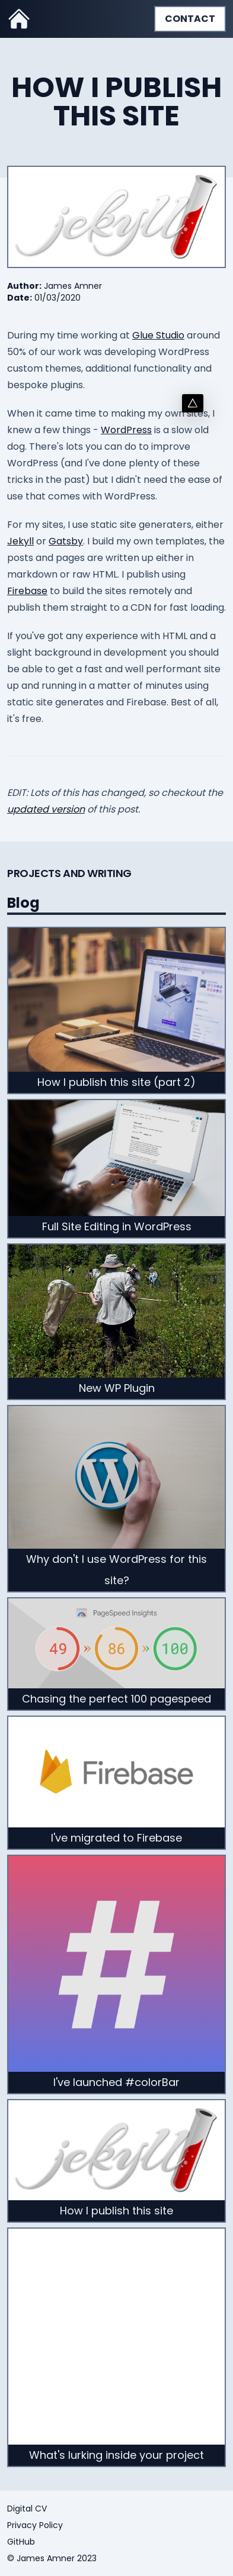 CONTACT
HOW I PUBLISH
THIS SITE
jekyll
Author: James Amner
Date: 01/03/2020
During my time working at Glue Studio around
50% of our work was developing WordPress
custom themes, additional functionality and
bespoke plugins.
When it came time to making my own sites, I
knew a few things - WordPress is a slow old
dog. There's lots you can do to improve
WordPress (and I've done plenty of these
tricks in the past) but I didn't need the ease of
use that comes with WordPress.
For my sites, I use static site generaters, either
Jekyll or Gatsby. I build my own templates, the
posts and pages are written up either in
markdown or raw HTML. I publish using
Firebase to build the sites remotely and
publish them straight to a CDN for fast loading.
If you've got any experience with HTML and a
slight background in development you should
be able to get a fast and well performant site
up and running in a matter of minutes using
static site generates and Firebase. Best of all,
it's free.
EDIT: Lots of this has changed, so checkout the
updated version of this post.
PROJECTS AND WRITING
Blog
How I publish this site (part 2)
Full Site Editing in WordPress
New WP Plugin
Why don't I use WordPress for this
site?
PageSpeed Insights
49 » 86 » 100
Chasing the perfect 100 pagespeed
Firebase
I've migrated to Firebase
#
I've launched #colorBar
jekyll
How I publish this site
What's lurking inside your project
Digital CV
Privacy Policy
GitHub
© James Amner 2023